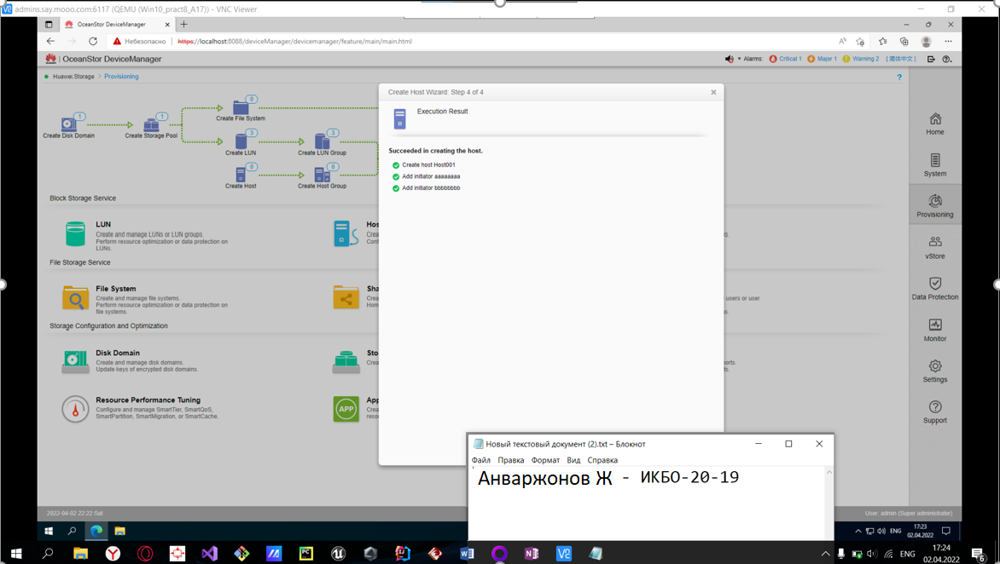 admins.say.mooo.com:6117 (QEMU (Win10_pract8_A17)) - VNC Viewer
OceanStor DeviceManager
Небезопасно https://localhost:8088/deviceManager/devicemanager/feature/main/main.html
OceanStor DeviceManager
Alarms: Critical 1 Major 1 Warning 2 [简体中文]
Huawei.Storage > Provisioning
Create Disk Domain 1
Create Storage Pool 1
Create File System 0
Create LUN 3
Create LUN Group 3
Create Host 0
Create Host Group 0
Block Storage Service
LUN
Create and manage LUNs or LUN groups.
Perform resource optimization or data protection on
LUNs.
Hos
Crea
Con
File Storage Service
File System
Create and manage file systems.
Perform resource optimization or data protection on
file systems.
Sha
Crea
Hom
users or user
Storage Configuration and Optimization
Disk Domain
Create and manage disk domains.
Update keys of encrypted disk domains.
Sto
Crea
Resource Performance Tuning
Configure and manage SmartTier, SmartQoS,
SmartPartition, SmartMigration, or SmartCache.
APP
App
Crea
reso
Create Host Wizard: Step 4 of 4
Execution Result
Succeeded in creating the host.
Create host Host001
Add initiator aaaaaaaa
Add initiator bbbbbbbb
Home
System
Provisioning
vStore
Data Protection
Monitor
Settings
Support
Новый текстовый документ (2).txt – Блокнот
Файл Правка Формат Вид Справка
Анваржонов Ж - ИКБО-20-19
2022-04-02 22:22 Sat
User: admin (Super administrator)
ENG 17:23
02.04.2022
ENG 17:24
02.04.2022
6